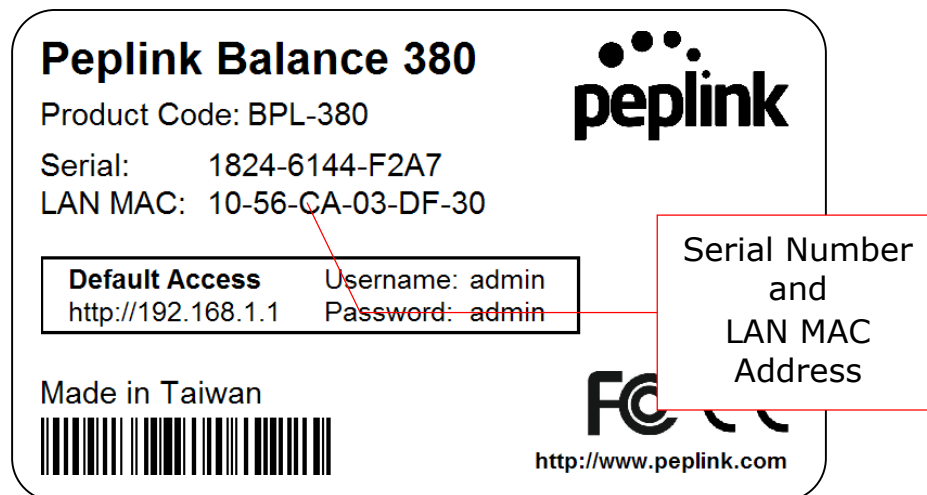 Peplink Balance 380
peplink
Product Code: BPL-380
Serial: 1824-6144-F2A7
LAN MAC: 10-56-CA-03-DF-30
Serial Number
and
LAN MAC
Address
Default Access Username: admin
http://192.168.1.1 Password: admin
Made in Taiwan
FC
http://www.peplink.com